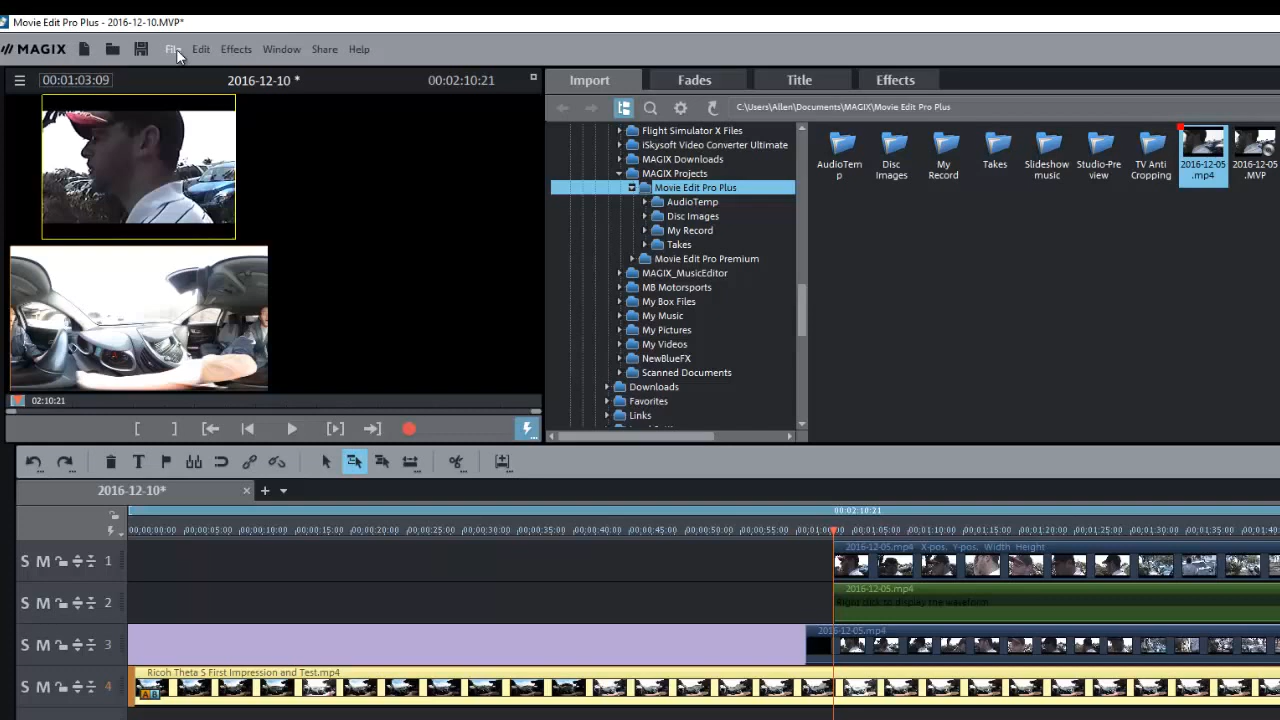 Movie Edit Pro Plus - 2016-12-10.MVP*
MAGIX File Edit Effects Window Share Help
00:01:03:09 2016-12-10 * 00:02:10:21
Import Fades Title Effects
C:\Users\Allen\Documents\MAGIX\Movie Edit Pro Plus
Flight Simulator X Files
iSkysoft Video Converter Ultimate
MAGIX Downloads
MAGIX Projects
Movie Edit Pro Plus
AudioTemp
Disc Images
My Record
Takes
Movie Edit Pro Premium
MAGIX_MusicEditor
MB Motorsports
My Box Files
My Music
My Pictures
My Videos
NewBlueFX
Scanned Documents
Downloads
Favorites
Links
AudioTem
p
Disc
Images
My
Record
Takes
Slideshow
music
Studio-Pre
view
TV Anti
Cropping
2016-12-05
.mp4
2016-12-05
.MVP
02:10:21
2016-12-10*
00:02:10:21
00:00:00:00 00:00:05:00 00:00:10:00 00:00:15:00 00:00:20:00 00:00:25:00 00:00:30:00 00:00:35:00 00:00:40:00 00:00:45:00 00:00:50:00 00:00:55:00 00:01:05:00 00:01:10:00 00:01:15:00 00:01:20:00 00:01:25:00 00:01:30:00 00:01:35:00
S M 1
2016-12-05.mp4 X-pos, Y-pos, Width, Height
S M 2
2016-12-05.mp4
Right click to display the waveform
S M 3
2016-12-05.mp4
S M 4
Ricoh Theta S First Impression and Test.mp4
A B